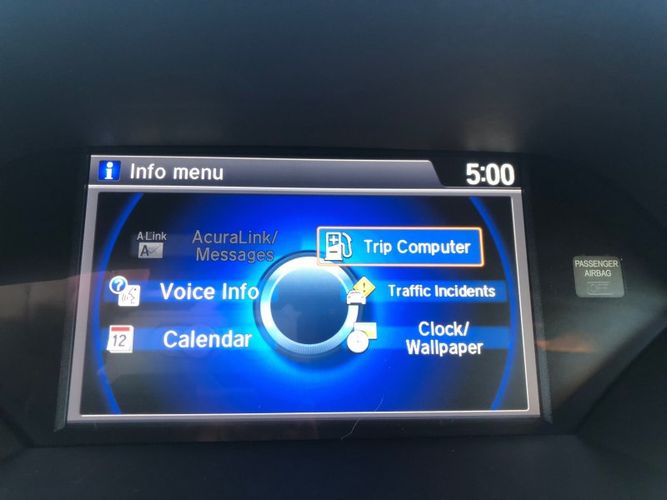 i Info menu
5:00
A Link
A
AcuraLink/
Messages
Trip Computer
Voice Info
Traffic Incidents
12
Calendar
Clock/
Wallpaper
PASSENGER
AIRBAG
OFF